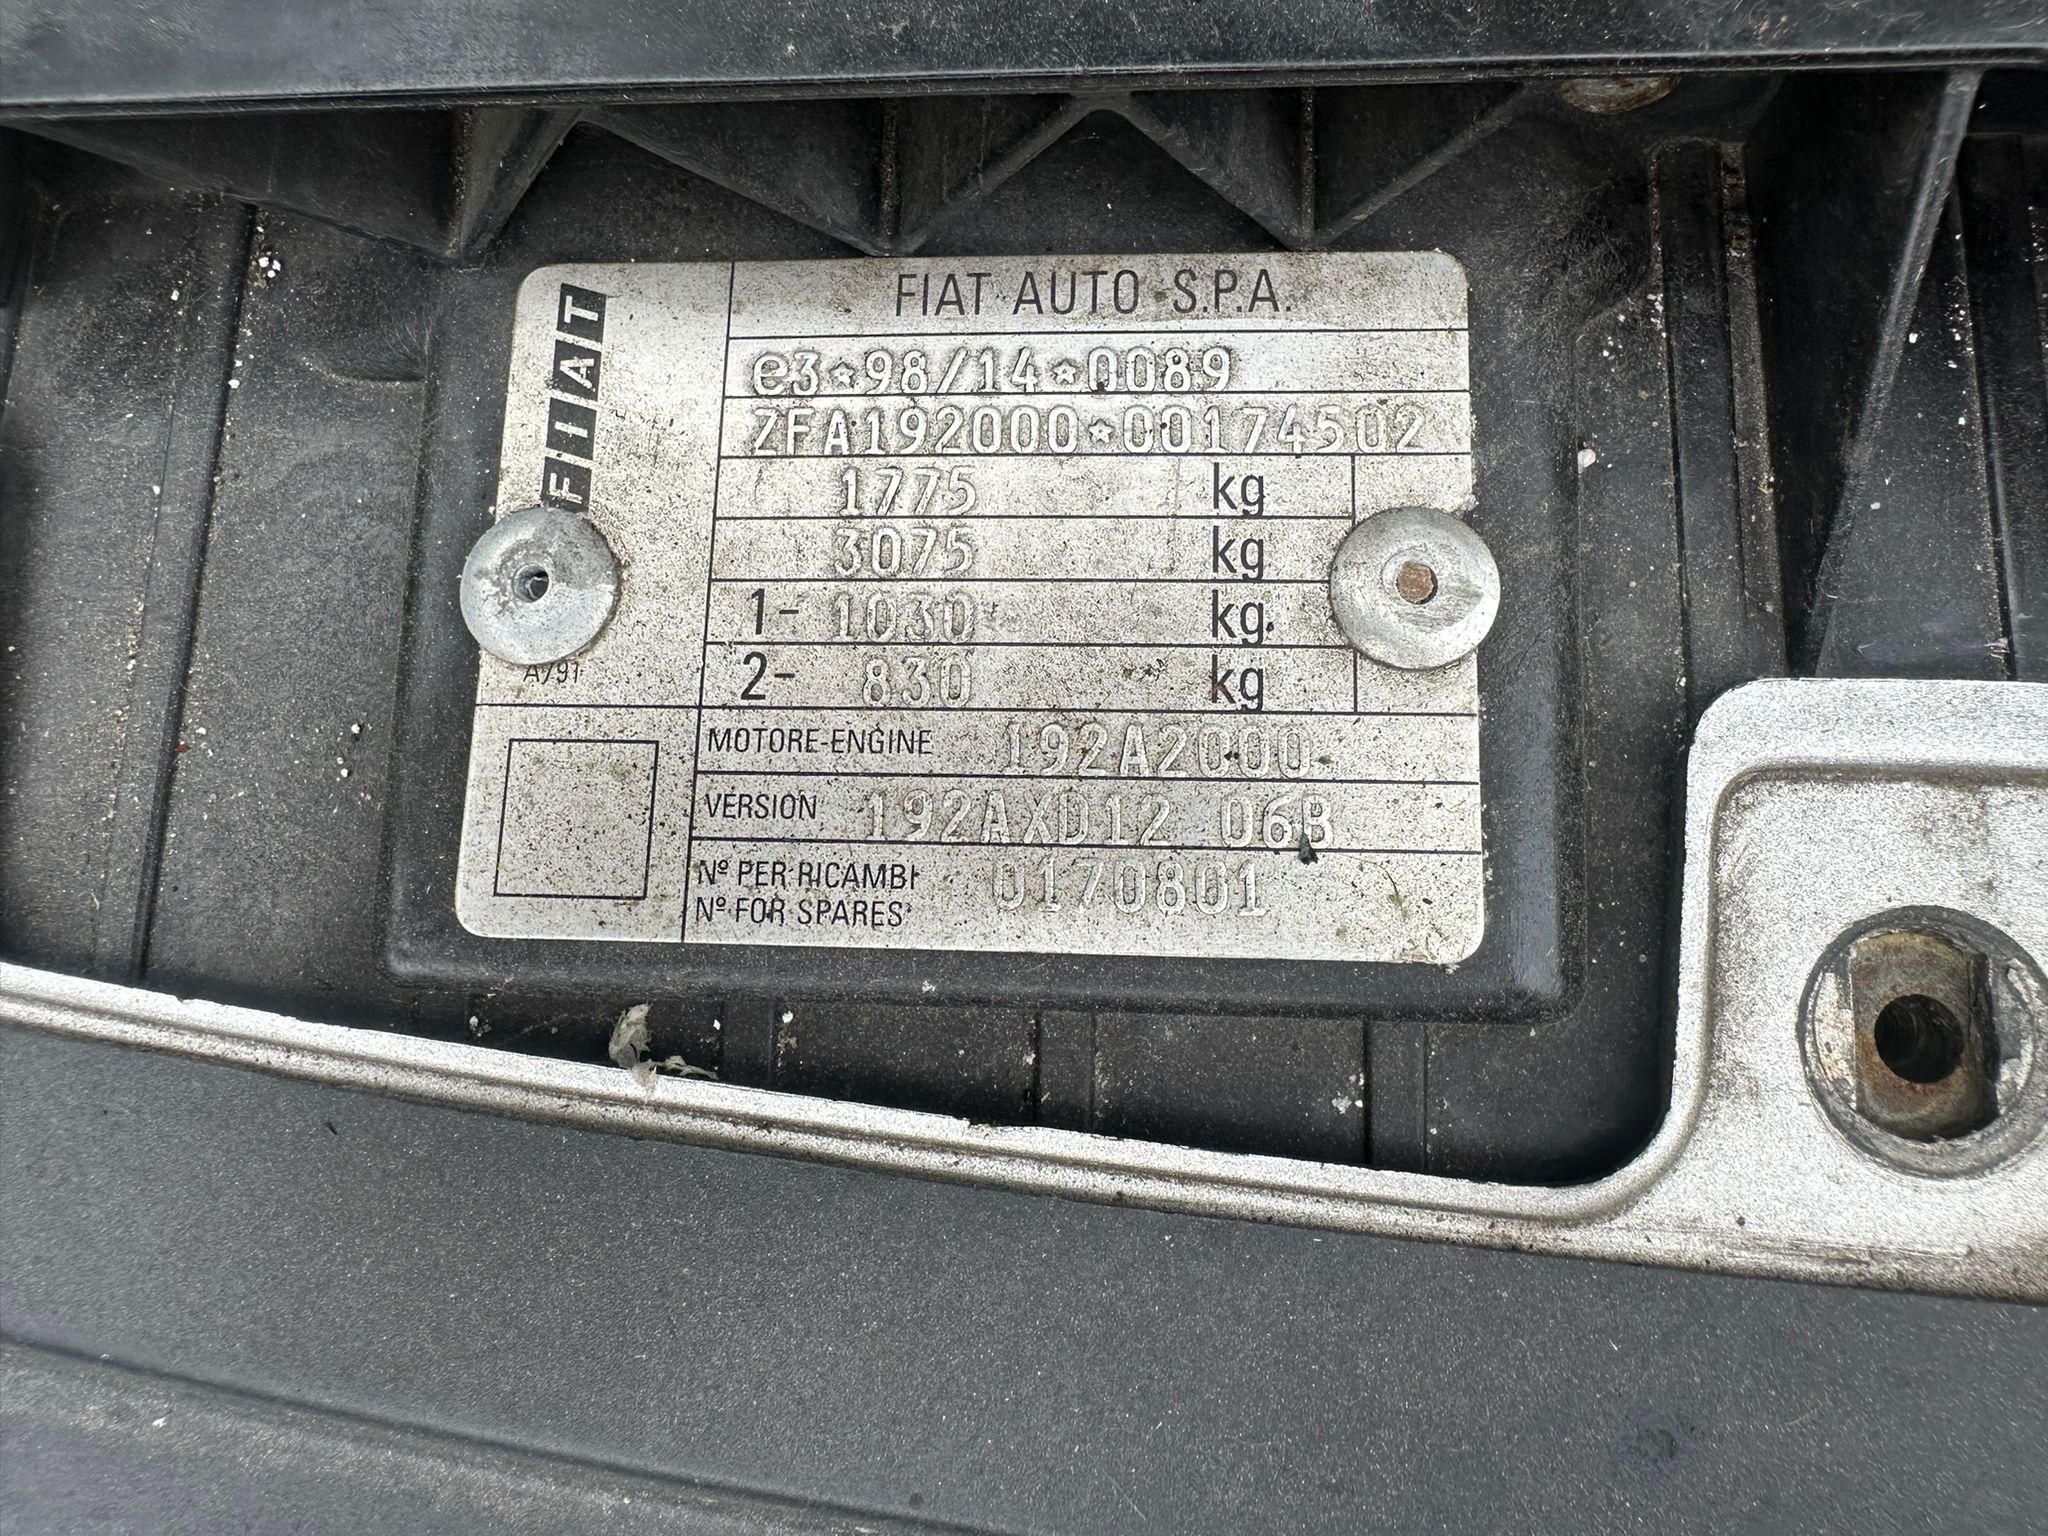 FIAT
FIAT AUTO S.P.A.
e3*98/14*0089
ZFA192000*00174502
1775 kg
3075 kg
1- 1030 kg
2- 830 kg
A791
MOTORE-ENGINE 192A2000
VERSION 192AXD12 06B
Nº PER RICAMBI 0170801
Nº FOR SPARES